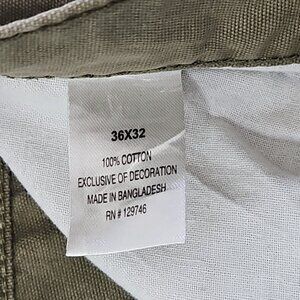 36X32
100% COTTON
EXCLUSIVE OF DECORATION
MADE IN BANGLADESH
RN # 129746